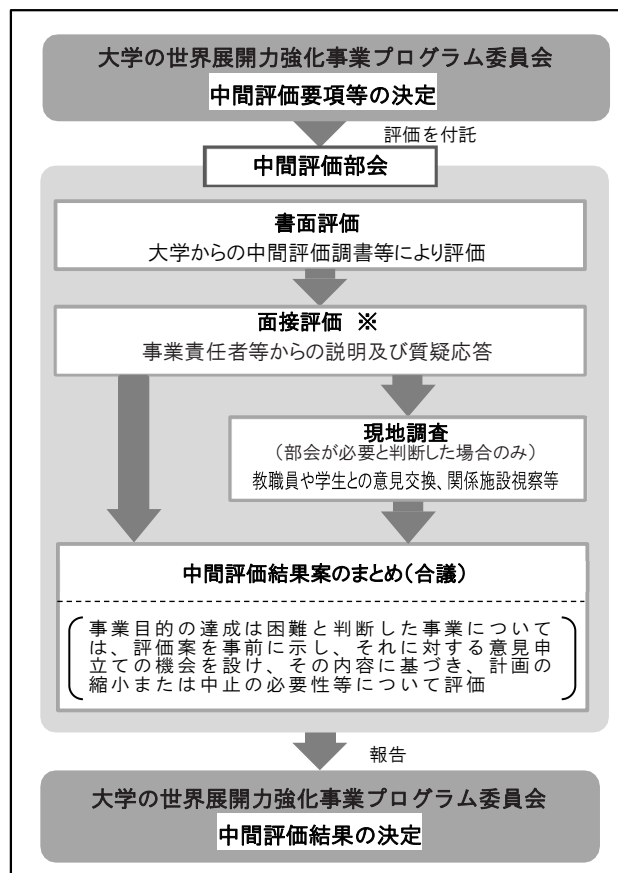 大学の世界展開力強化事業プログラム委員会
中間評価要項等の決定
評価を付託
中間評価部会
書面評価
大学からの中間評価調書等により評価
面接評価 ※
事業責任者等からの説明及び質疑応答
現地調査
(部会が必要と判断した場合のみ)
教職員や学生との意見交換、関係施設視察等
中間評価結果案のまとめ(合議)
事業目的の達成は困難と判断した事業について
は、評価案を事前に示し、それに対する意見申
立ての機会を設け、その内容に基づき、計画の
縮小または中止の必要性等について評価
報告
大学の世界展開力強化事業プログラム委員会
中間評価結果の決定